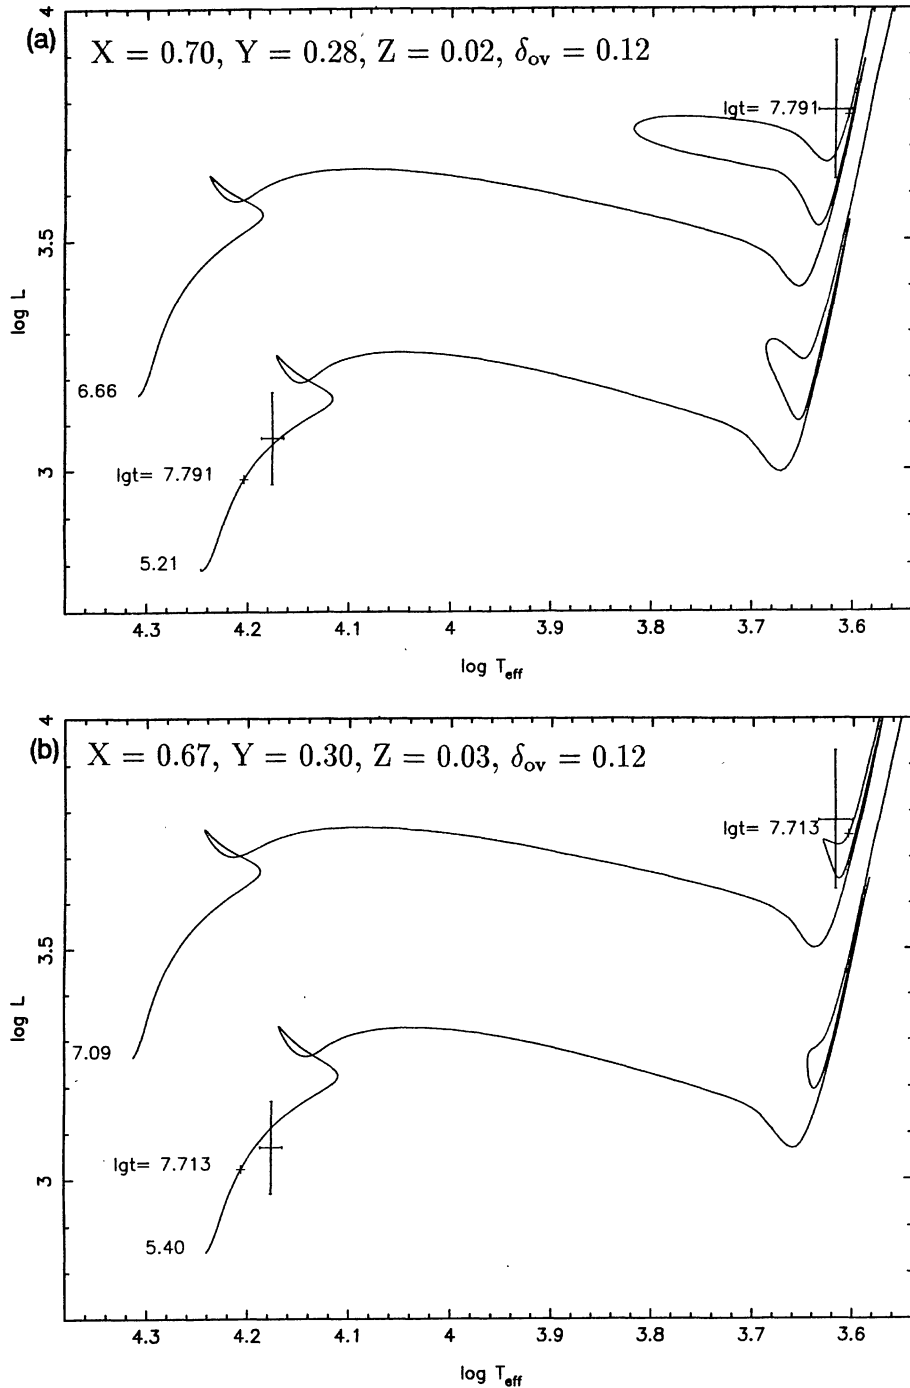 (a)
X = 0.70, Y = 0.28, Z = 0.02, δov = 0.12
4
3.5
3
log L
lgt= 7.791
6.66
lgt= 7.791
5.21
4.3 4.2 4.1 4 3.9 3.8 3.7 3.6
log Teff
(b)
X = 0.67, Y = 0.30, Z = 0.03, δov = 0.12
4
3.5
3
log L
lgt= 7.713
7.09
lgt= 7.713
5.40
4.3 4.2 4.1 4 3.9 3.8 3.7 3.6
log Teff